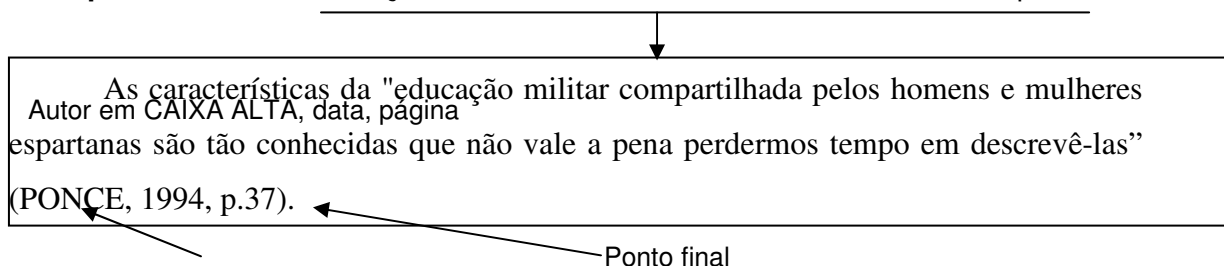 As características da "educação militar compartilhada pelos homens e mulheres
Autor em CAIXA ALTA, data, página
espartanas são tão conhecidas que não vale a pena perdermos tempo em descrevê-las”
(PONCE, 1994, p.37).
Ponto final